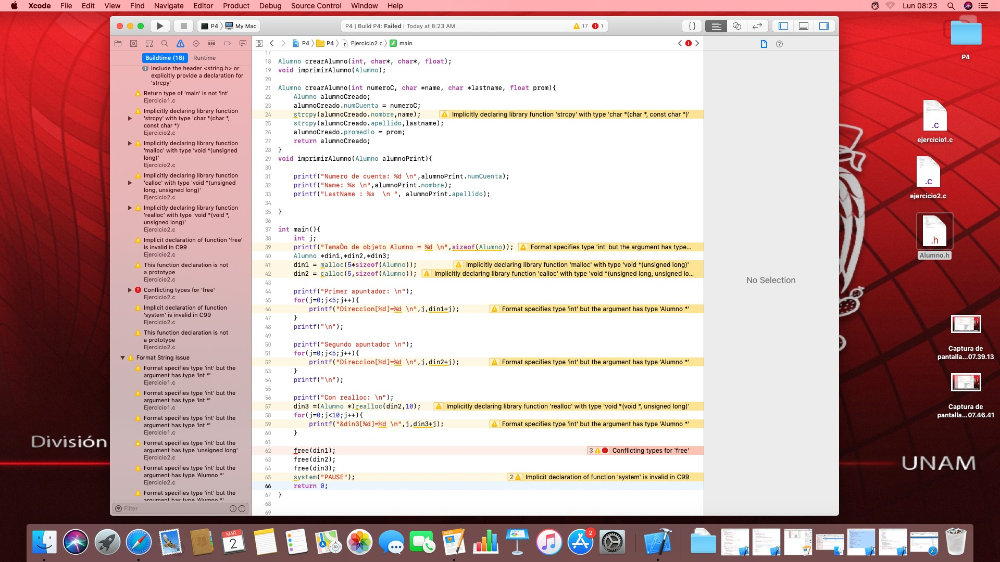 Xcode File Edit View Find Navigate Editor Product Debug Source Control Window Help Lun 08:23
P4 My Mac P4 | Build P4: Failed | Today at 8:23 AM 17 1 {}
P4 P4 Ejercicio2.c main
Buildtime (18) Runtime
Include the header <string.h> or
explicitly provide a declaration for
'strcpy'
Return type of 'main' is not 'int'
Ejercicio1.c
Implicitly declaring library function
'strcpy' with type 'char *(char *,
const char *)'
Ejercicio2.c
Implicitly declaring library function
'malloc' with type 'void *(unsigned
long)'
Ejercicio2.c
Implicitly declaring library function
'calloc' with type 'void *(unsigned
long, unsigned long)'
Ejercicio2.c
Implicitly declaring library function
'realloc' with type 'void *(void *,
unsigned long)'
Ejercicio2.c
Implicit declaration of function 'free'
is invalid in C99
Ejercicio2.c
This function declaration is not
a prototype
Ejercicio2.c
Conflicting types for 'free'
Ejercicio2.c
Implicit declaration of function
'system' is invalid in C99
Ejercicio2.c
This function declaration is not
a prototype
Ejercicio2.c
Format String Issue
Format specifies type 'int' but the
argument has type 'int *'
Ejercicio1.c
Format specifies type 'int' but the
argument has type 'int *'
Ejercicio1.c
Format specifies type 'int' but the
argument has type 'int *'
Ejercicio1.c
Format specifies type 'int' but the
argument has type 'unsigned long'
Ejercicio2.c
Format specifies type 'int' but the
argument has type 'Alumno *'
Ejercicio2.c
Format specifies type 'int' but the
argument has type 'Alumno *'
Filter
17
18 Alumno crearAlumno(int, char*, char*, float);
19 void imprimirAlumno(Alumno);
20
21 Alumno crearAlumno(int numeroC, char *name, char *lastname, float prom){
22 Alumno alumnoCreado;
23 alumnoCreado.numCuenta = numeroC;
24 strcpy(alumnoCreado.nombre,name); Implicitly declaring library function 'strcpy' with type 'char *(char *, const char *)'
25 strcpy(alumnoCreado.apellido,lastname);
26 alumnoCreado.promedio = prom;
27 return alumnoCreado;
28 }
29 void imprimirAlumno(Alumno alumnoPrint){
30
31 printf("Numero de cuenta: %d \n",alumnoPrint.numCuenta);
32 printf("Name: %s \n",alumnoPrint.nombre);
33 printf("LastName : %s  \n ", alumnoPrint.apellido);
34
35 }
36
37 int main(){
38 int j;
39 printf("TamaÒo de objeto Alumno = %d \n",sizeof(Alumno)); Format specifies type 'int' but the argument has type...
40 Alumno *din1,*din2,*din3;
41 din1 = malloc(5*sizeof(Alumno)); Implicitly declaring library function 'malloc' with type 'void *(unsigned long)'
42 din2 = calloc(5,sizeof(Alumno)); Implicitly declaring library function 'calloc' with type 'void *(unsigned long, unsigned lo...
43
44 printf("Primer apuntador: \n");
45 for(j=0;j<5;j++){
46 printf("Direccion[%d]=%d \n",j,din1+j); Format specifies type 'int' but the argument has type 'Alumno *'
47 }
48 printf("\n");
49
50 printf("Segundo apuntador \n");
51 for(j=0;j<5;j++){
52 printf("Direccion[%d]=%d \n",j,din2+j); Format specifies type 'int' but the argument has type 'Alumno *'
53 }
54 printf("\n");
55
56 printf("Con realloc: \n");
57 din3 =(Alumno *)realloc(din2,10); Implicitly declaring library function 'realloc' with type 'void *(void *, unsigned long)'
58 for(j=0;j<10;j++){
59 printf("&din3[%d]=%d \n",j,din3+j); Format specifies type 'int' but the argument has type 'Alumno *'
60 }
61
62 free(din1); 3 Conflicting types for 'free'
63 free(din2);
64 free(din3);
65 system("PAUSE"); 2 Implicit declaration of function 'system' is invalid in C99
66 return 0;
67 }
68
69
No Selection
P4
.c
ejercicio1.c
.c
ejercicio2.c
.h
Alumno.h
Captura de
pantalla...07.39.13
Captura de
pantalla...07.46.41
División
UNAM
MAR.
2
PAGES
3D
2